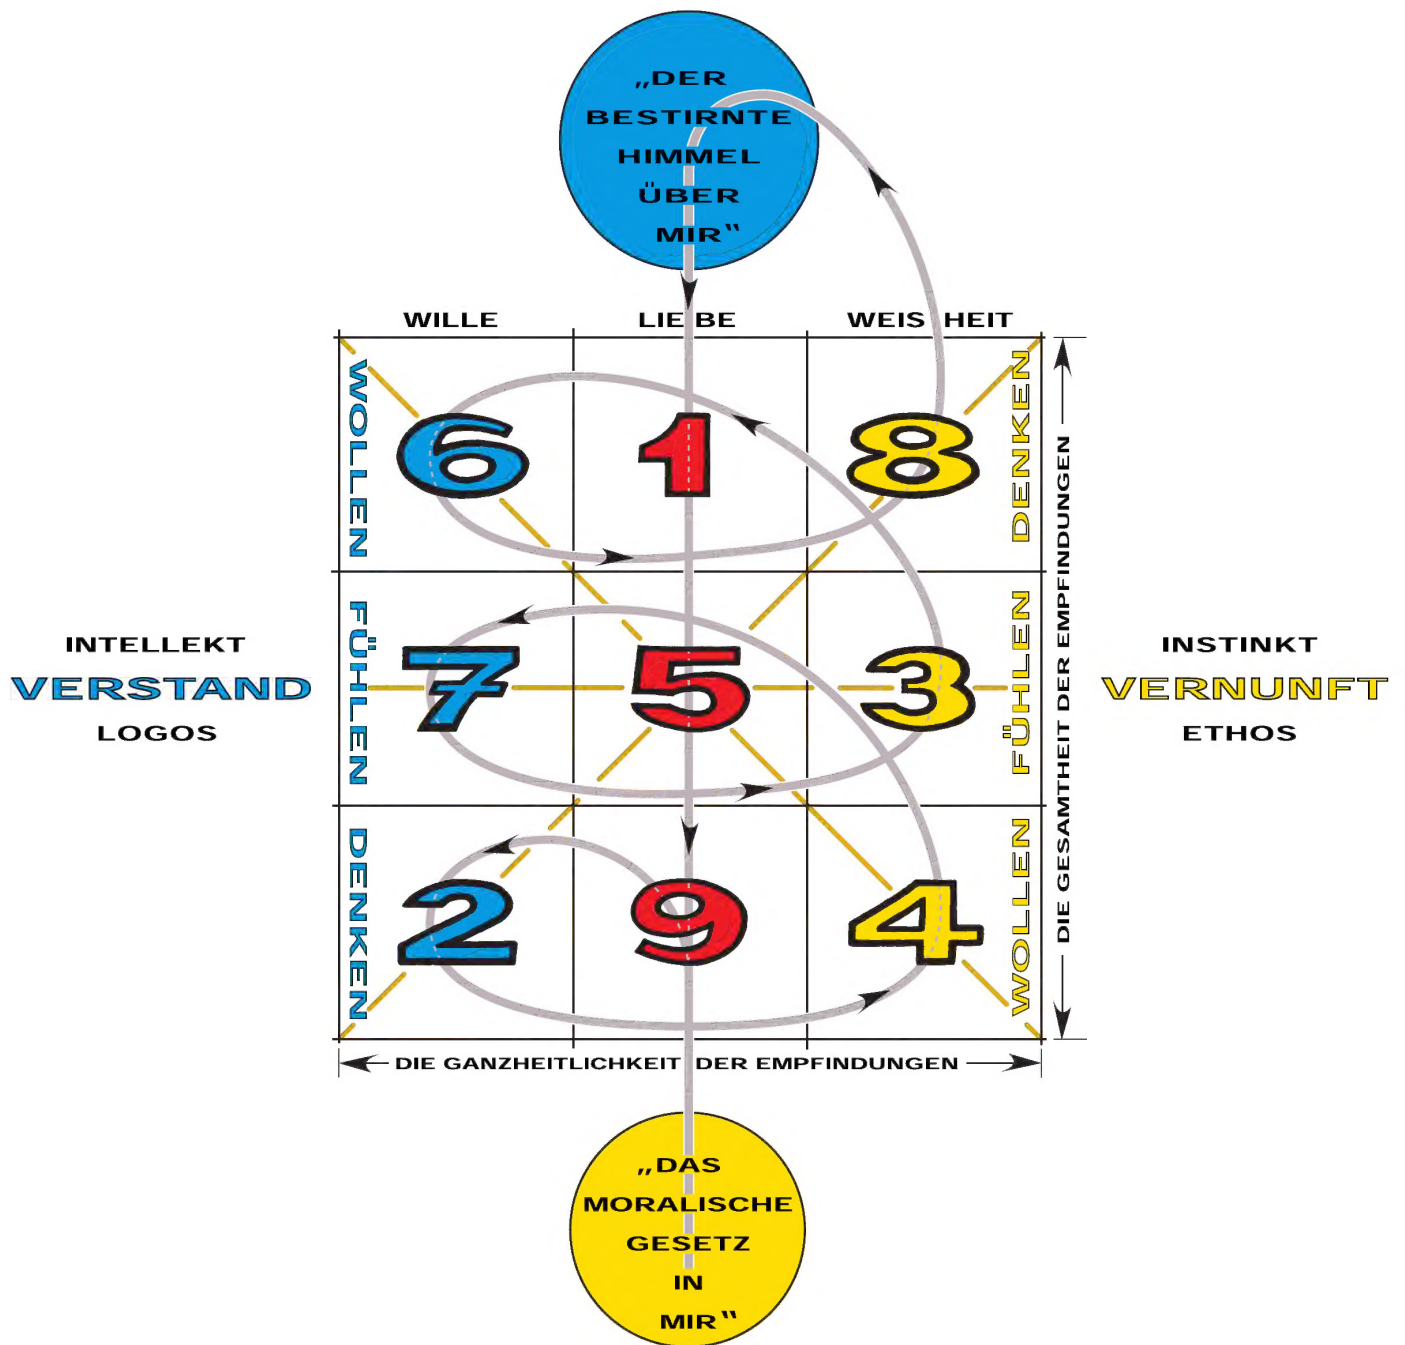 „DER
BESTIRNTE
HIMMEL
ÜBER
MIR“
WILLE LIEBE WEISHEIT
WOLLEN
6 1 8
DENKEN
FÜHLEN
7 5 3
FÜHLEN
DENKEN
2 9 4
WOLLEN
DIE GESAMTHEIT DER EMPFINDUNGEN
INTELLEKT
VERSTAND
LOGOS
INSTINKT
VERNUNFT
ETHOS
DIE GANZHEITLICHKEIT DER EMPFINDUNGEN
„DAS
MORALISCHE
GESETZ
IN
MIR“